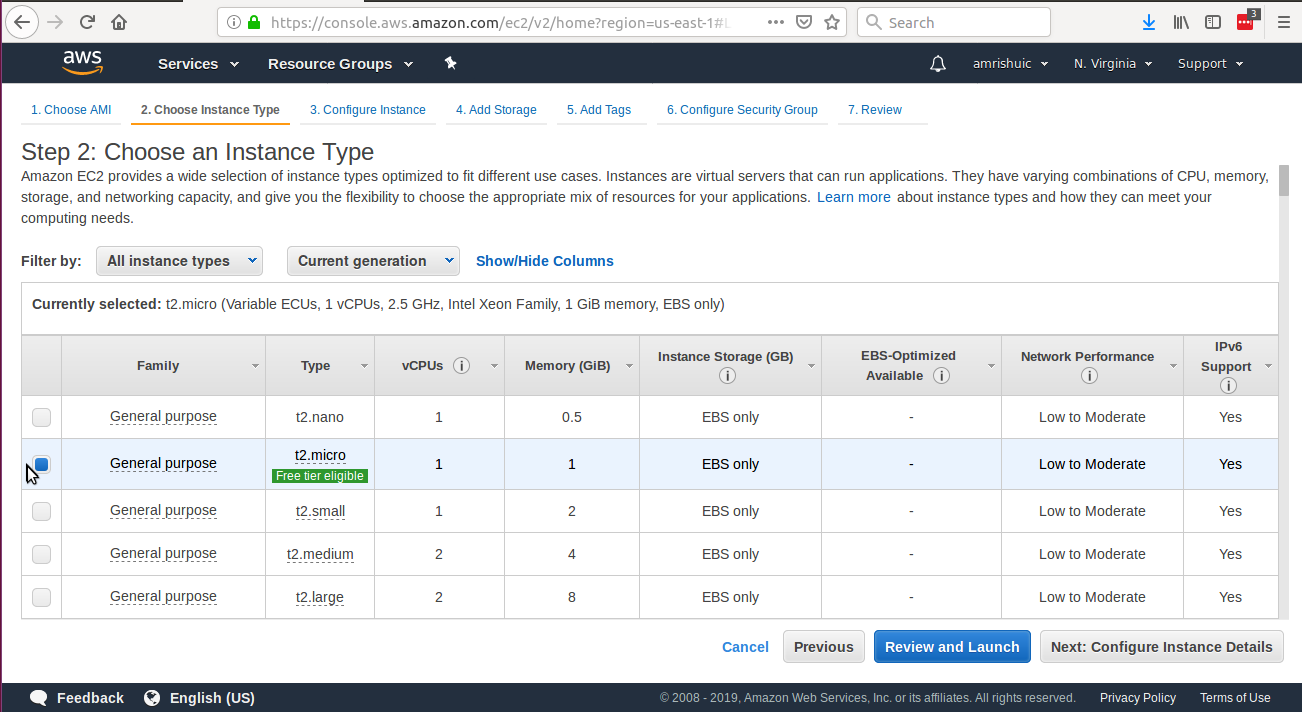 https://console.aws.amazon.com/ec2/v2/home?region=us-east-1#
Search
3
aws
Services
Resource Groups
amrishuic
N. Virginia
Support
1. Choose AMI
2. Choose Instance Type
3. Configure Instance
4. Add Storage
5. Add Tags
6. Configure Security Group
7. Review
Step 2: Choose an Instance Type
Amazon EC2 provides a wide selection of instance types optimized to fit different use cases. Instances are virtual servers that can run applications. They have varying combinations of CPU, memory,
storage, and networking capacity, and give you the flexibility to choose the appropriate mix of resources for your applications. Learn more about instance types and how they can meet your
computing needs.
Filter by: All instance types Current generation Show/Hide Columns
Currently selected: t2.micro (Variable ECUs, 1 vCPUs, 2.5 GHz, Intel Xeon Family, 1 GiB memory, EBS only)
Family
Type
vCPUs
Memory (GiB)
Instance Storage (GB)
EBS-Optimized
Available
Network Performance
IPv6
Support
General purpose t2.nano 1 0.5 EBS only - Low to Moderate Yes
General purpose t2.micro 1 1 EBS only - Low to Moderate Yes
Free tier eligible
General purpose t2.small 1 2 EBS only - Low to Moderate Yes
General purpose t2.medium 2 4 EBS only - Low to Moderate Yes
General purpose t2.large 2 8 EBS only - Low to Moderate Yes
Cancel Previous Review and Launch Next: Configure Instance Details
Feedback English (US) © 2008 - 2019, Amazon Web Services, Inc. or its affiliates. All rights reserved. Privacy Policy Terms of Use